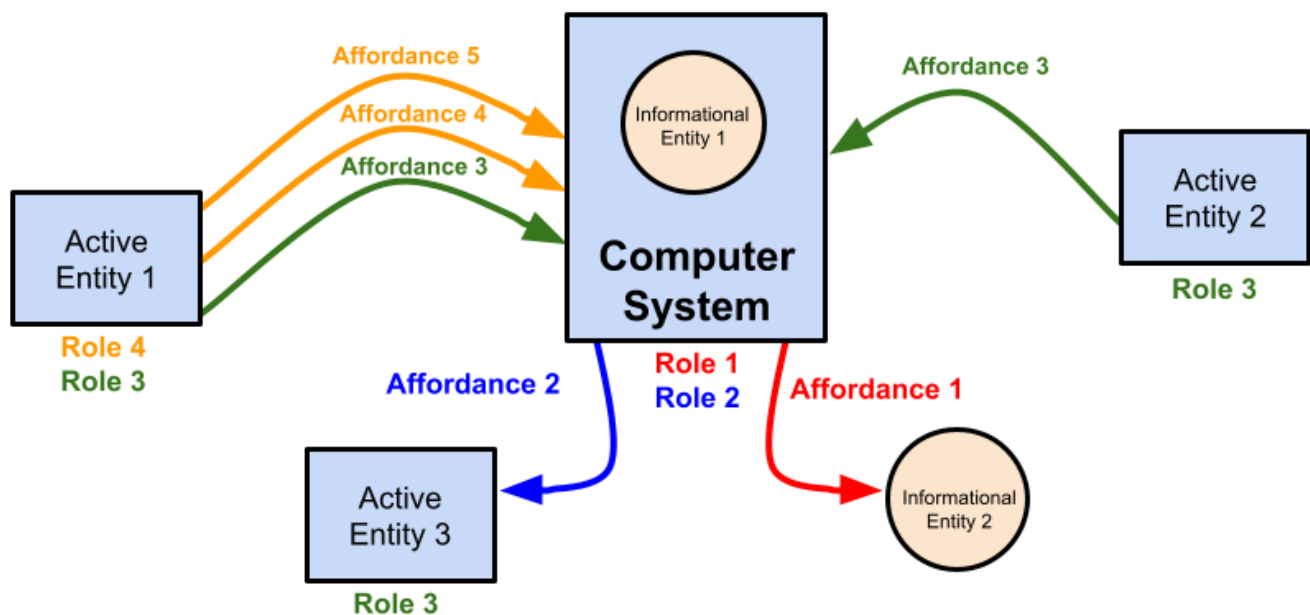 Affordance 5
Affordance 4
Affordance 3
Active
Entity 1
Role 4
Role 3
Informational
Entity 1
Computer
System
Role 1
Role 2
Affordance 3
Active
Entity 2
Role 3
Affordance 2
Affordance 1
Active
Entity 3
Role 3
Informational
Entity 2